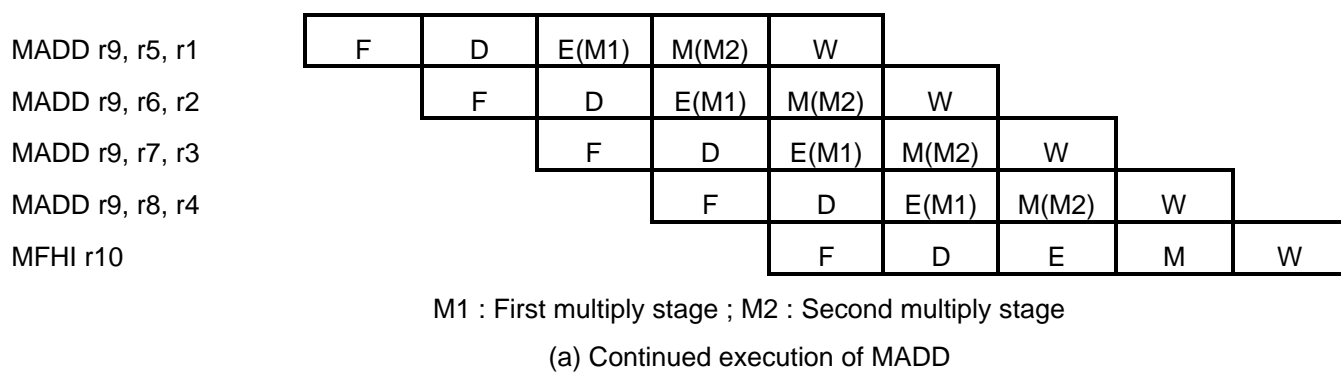 MADD r9, r5, r1 F D E(M1) M(M2) W
MADD r9, r6, r2 F D E(M1) M(M2) W
MADD r9, r7, r3 F D E(M1) M(M2) W
MADD r9, r8, r4 F D E(M1) M(M2) W
MFHI r10 F D E M W
M1 : First multiply stage ; M2 : Second multiply stage
(a) Continued execution of MADD